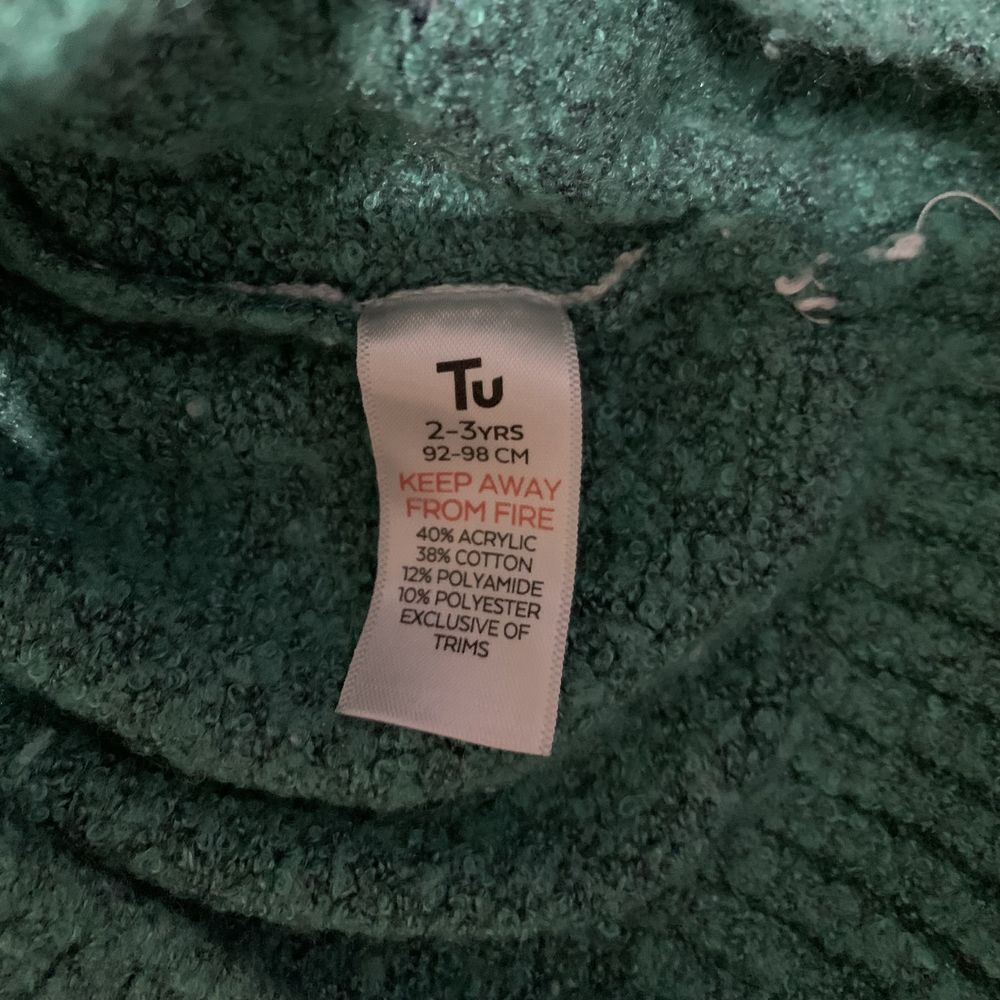 Tu
2-3YRS
92-98 CM
KEEP AWAY
FROM FIRE
40% ACRYLIC
38% COTTON
12% POLYAMIDE
10% POLYESTER
EXCLUSIVE OF
TRIMS